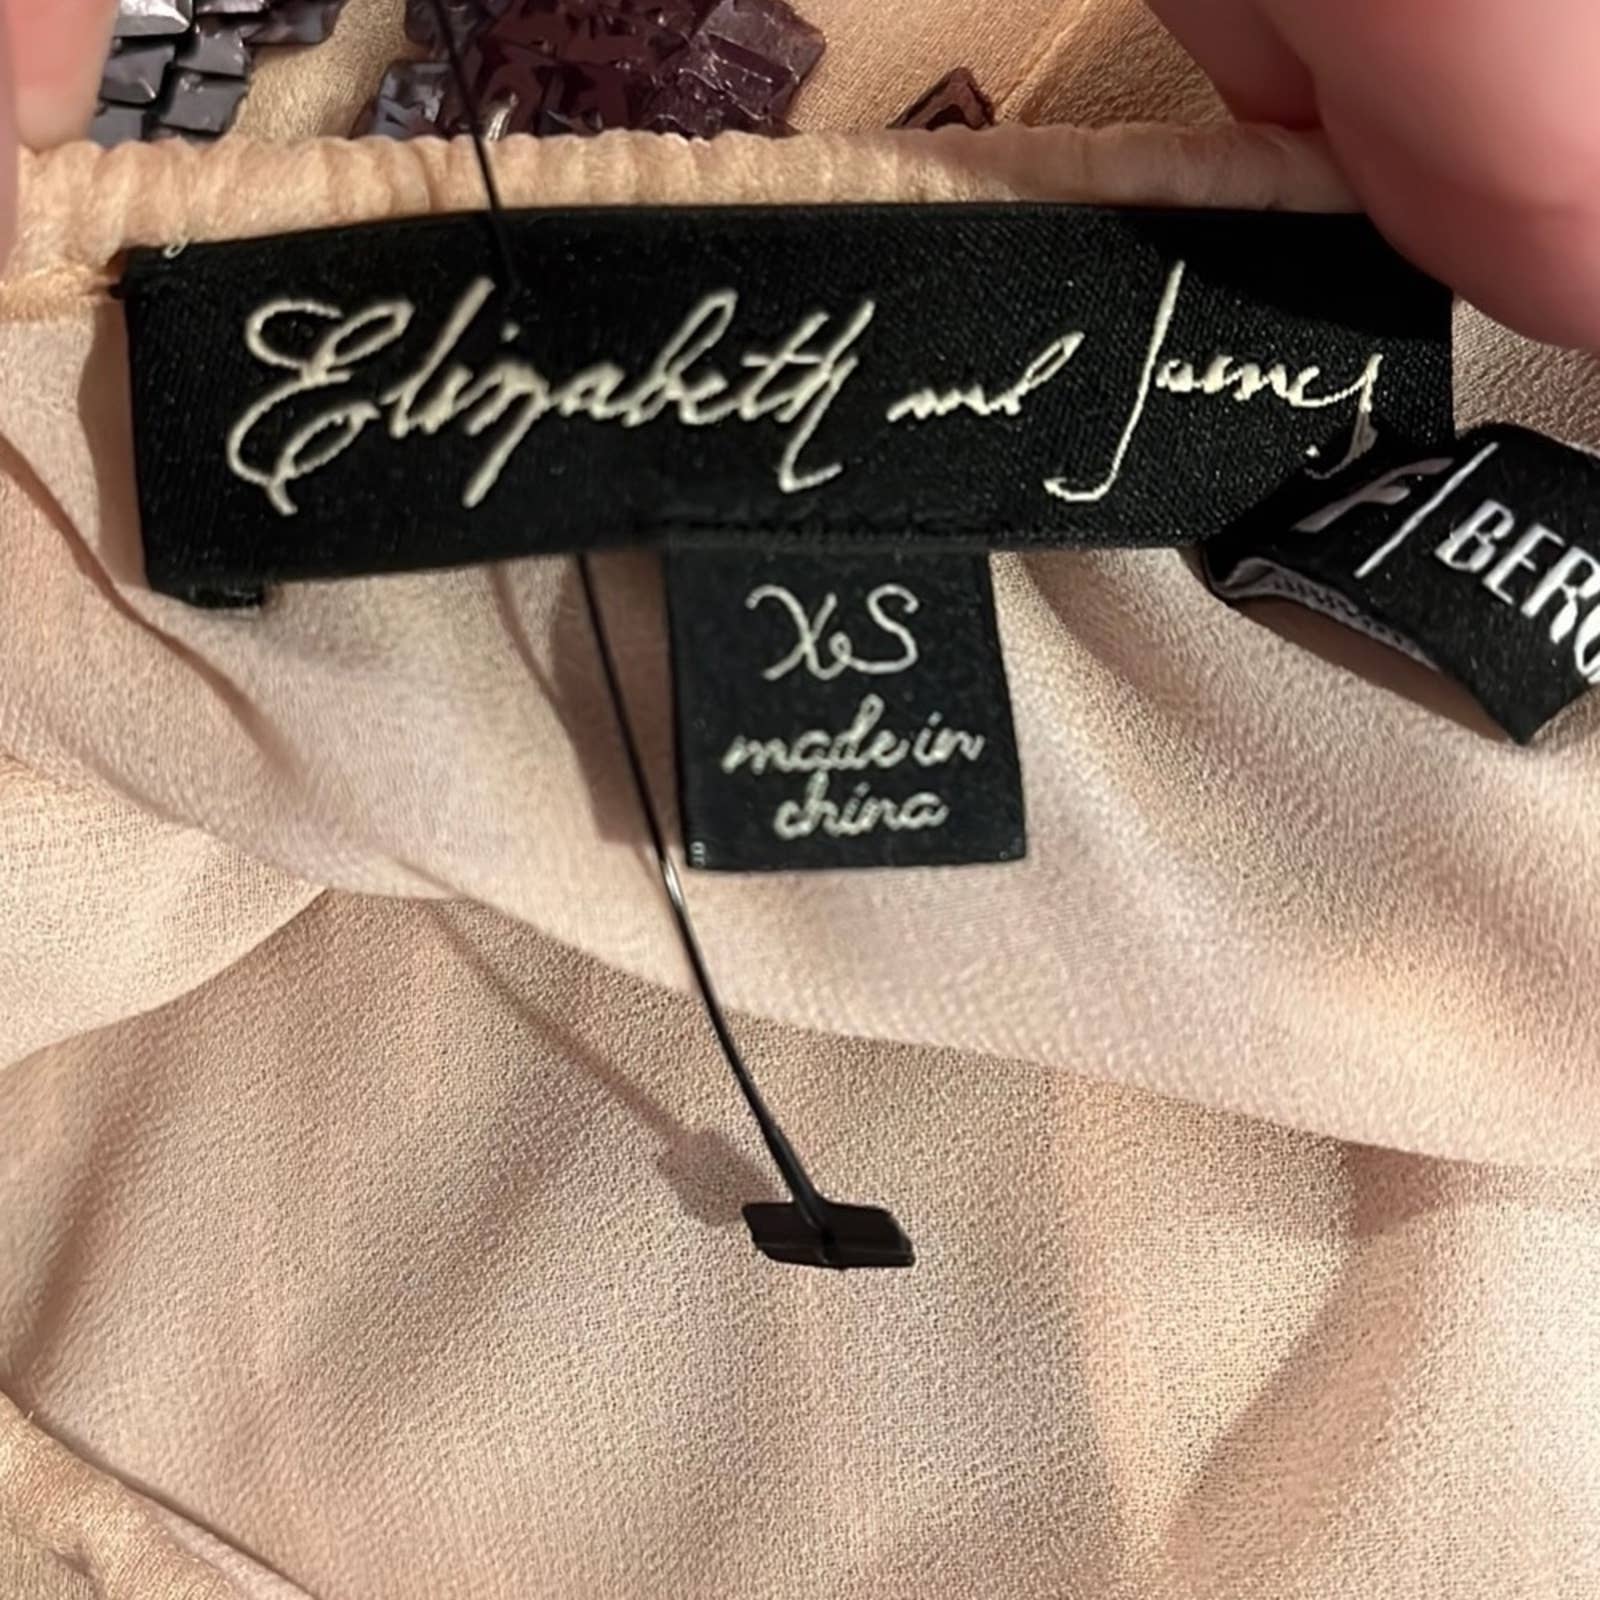 Elizabeth and James
XS
made in
china
F/BERG